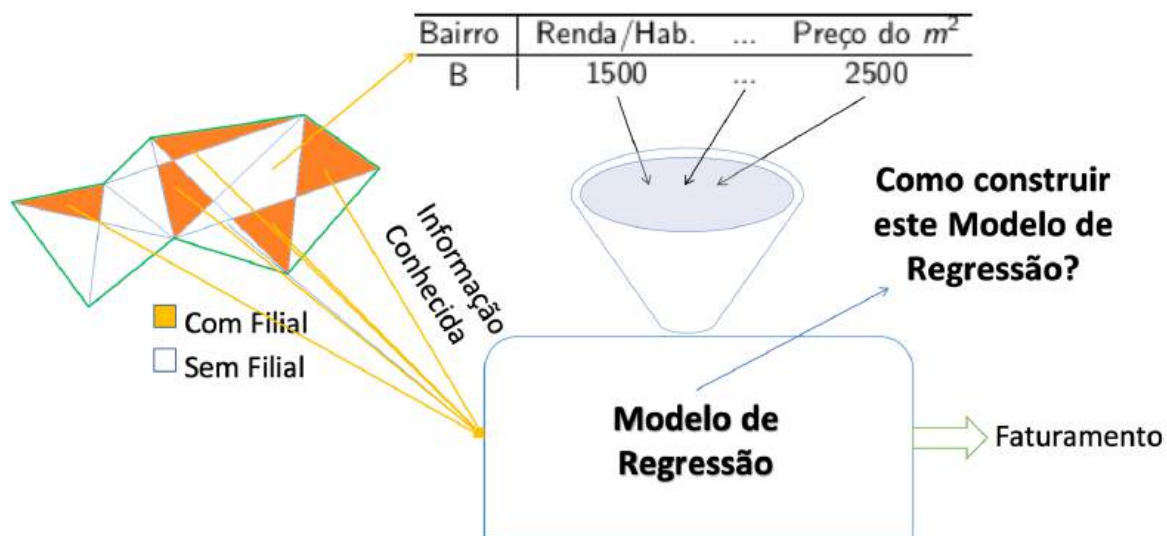 Bairro Renda/Hab. ... Preço do m²
B 1500 ... 2500
Informação
Conhecida
Como construir
este Modelo de
Regressão?
Com Filial
Sem Filial
Modelo de
Regressão
Faturamento